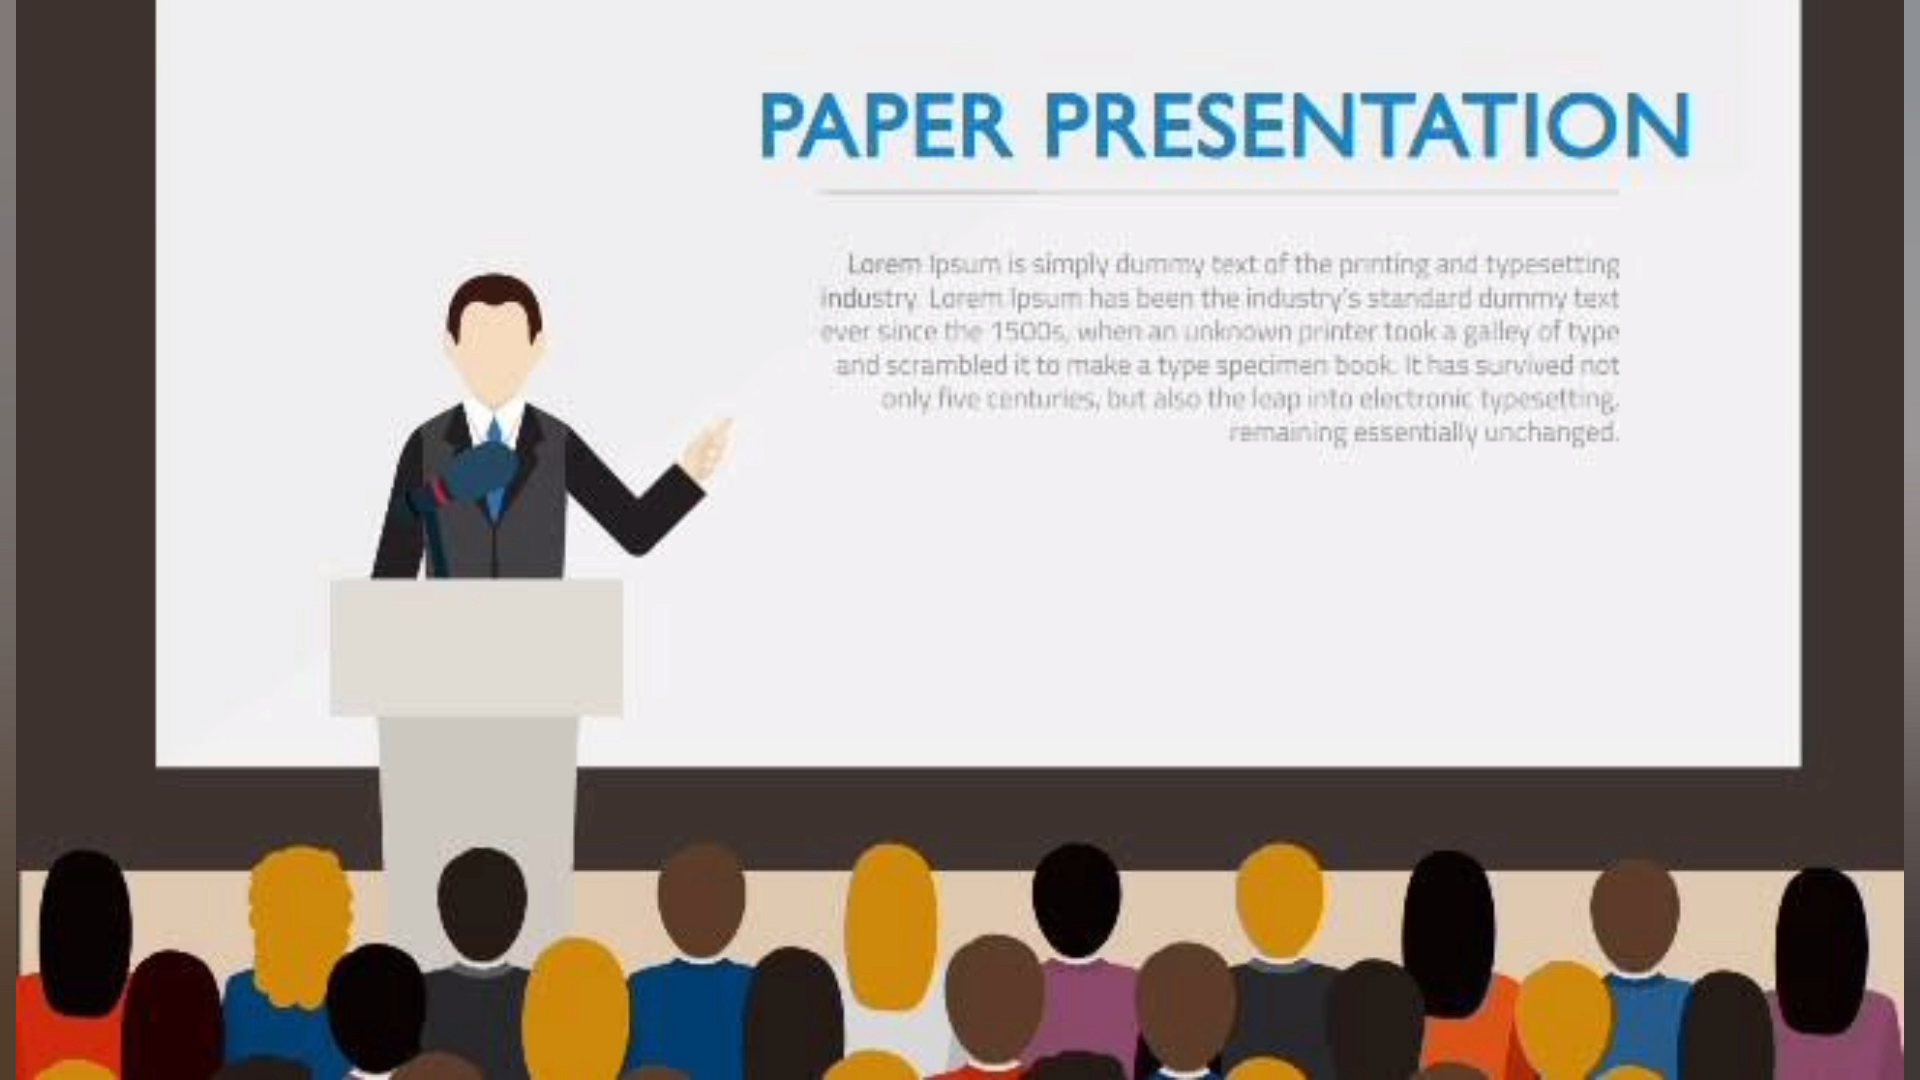 PAPER PRESENTATION
Lorem Ipsum is simply dummy text of the printing and typesetting
industry. Lorem Ipsum has been the industry's standard dummy text
ever since the 1500s, when an unknown printer took a galley of type
and scrambled it to make a type specimen book. It has survived not
only five centuries, but also the leap into electronic typesetting,
remaining essentially unchanged.